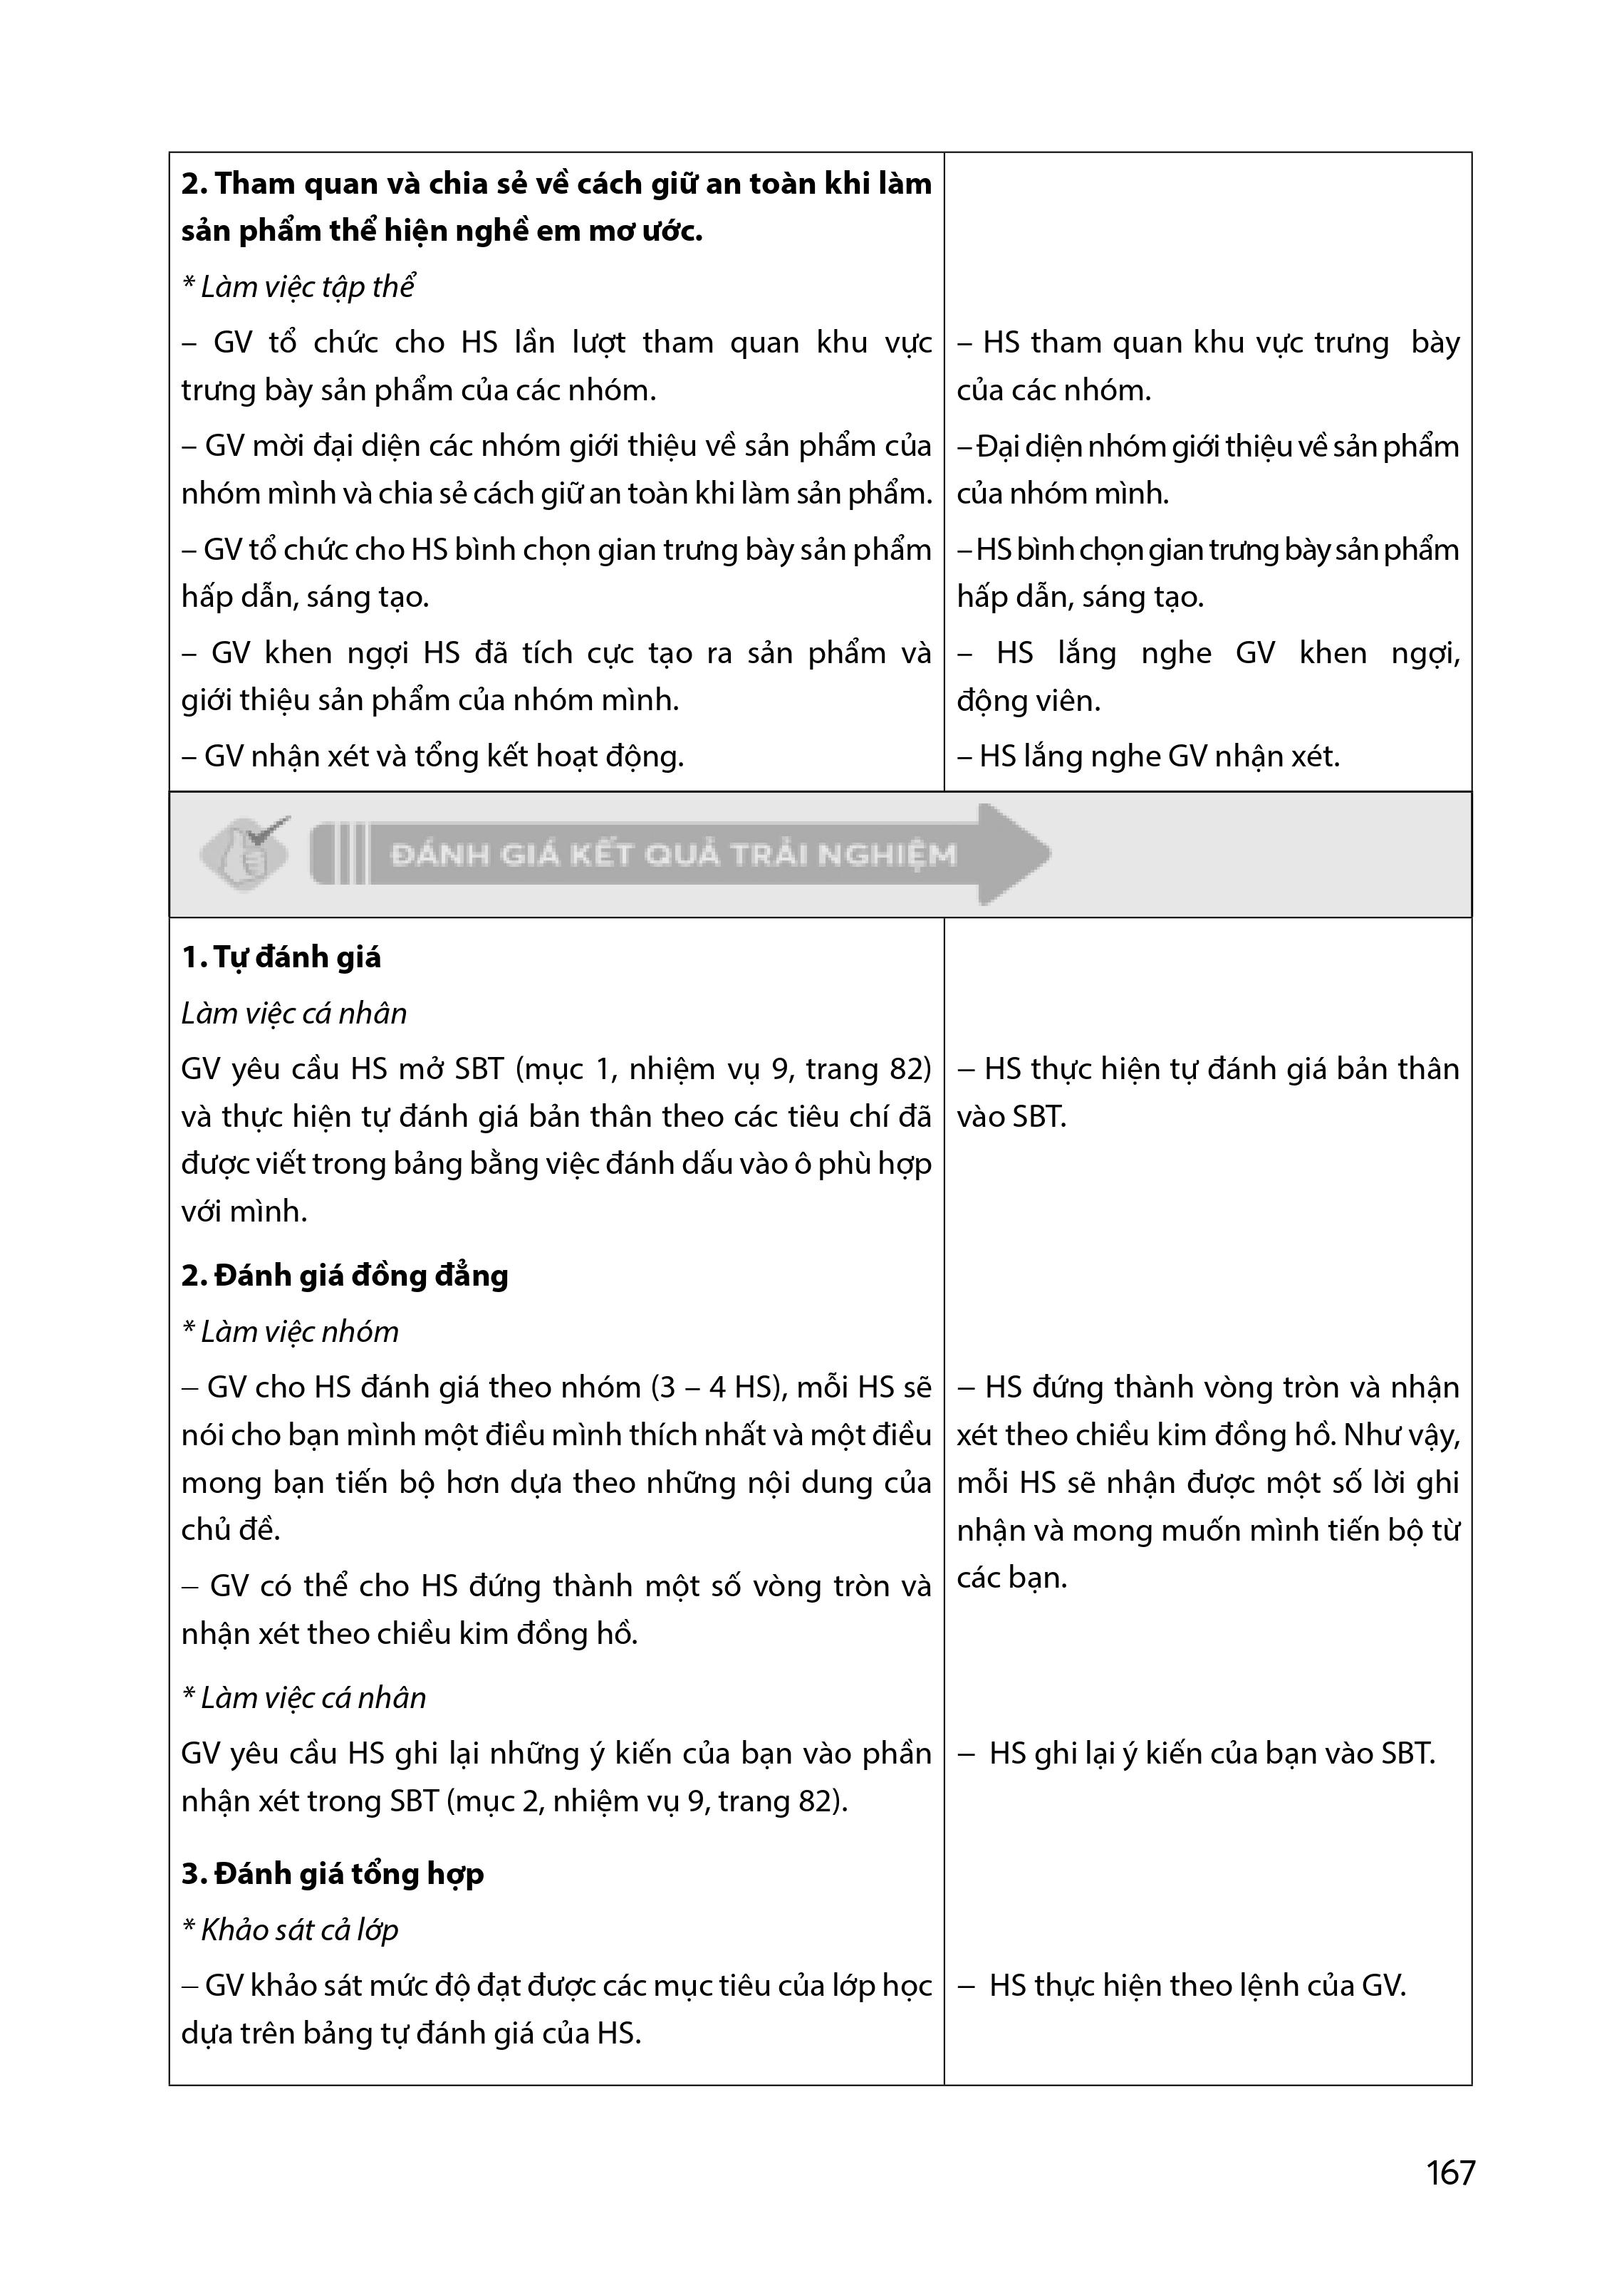 2. Tham quan và chia sẻ về cách giữ an toàn khi làm
sản phẩm thể hiện nghề em mơ ước.
* Làm việc tập thể
– GV tổ chức cho HS lần lượt tham quan khu vực
trưng bày sản phẩm của các nhóm.
– GV mời đại diện các nhóm giới thiệu về sản phẩm của
nhóm mình và chia sẻ cách giữ an toàn khi làm sản phẩm.
– GV tổ chức cho HS bình chọn gian trưng bày sản phẩm
hấp dẫn, sáng tạo.
– GV khen ngợi HS đã tích cực tạo ra sản phẩm và
giới thiệu sản phẩm của nhóm mình.
– GV nhận xét và tổng kết hoạt động.
– HS tham quan khu vực trưng bày
của các nhóm.
– Đại diện nhóm giới thiệu về sản phẩm
của nhóm mình.
– HS bình chọn gian trưng bày sản phẩm
hấp dẫn, sáng tạo.
– HS lắng nghe GV khen ngợi,
động viên.
– HS lắng nghe GV nhận xét.
ĐÁNH GIÁ KẾT QUẢ TRẢI NGHIỆM
1. Tự đánh giá
Làm việc cá nhân
GV yêu cầu HS mở SBT (mục 1, nhiệm vụ 9, trang 82)
và thực hiện tự đánh giá bản thân theo các tiêu chí đã
được viết trong bảng bằng việc đánh dấu vào ô phù hợp
với mình.
– HS thực hiện tự đánh giá bản thân
vào SBT.
2. Đánh giá đồng đẳng
* Làm việc nhóm
– GV cho HS đánh giá theo nhóm (3 – 4 HS), mỗi HS sẽ
nói cho bạn mình một điều mình thích nhất và một điều
mong bạn tiến bộ hơn dựa theo những nội dung của
chủ đề.
– GV có thể cho HS đứng thành một số vòng tròn và
nhận xét theo chiều kim đồng hồ.
– HS đứng thành vòng tròn và nhận
xét theo chiều kim đồng hồ. Như vậy,
mỗi HS sẽ nhận được một số lời ghi
nhận và mong muốn mình tiến bộ từ
các bạn.
* Làm việc cá nhân
GV yêu cầu HS ghi lại những ý kiến của bạn vào phần
nhận xét trong SBT (mục 2, nhiệm vụ 9, trang 82).
– HS ghi lại ý kiến của bạn vào SBT.
3. Đánh giá tổng hợp
* Khảo sát cả lớp
– GV khảo sát mức độ đạt được các mục tiêu của lớp học
dựa trên bảng tự đánh giá của HS.
– HS thực hiện theo lệnh của GV.
167